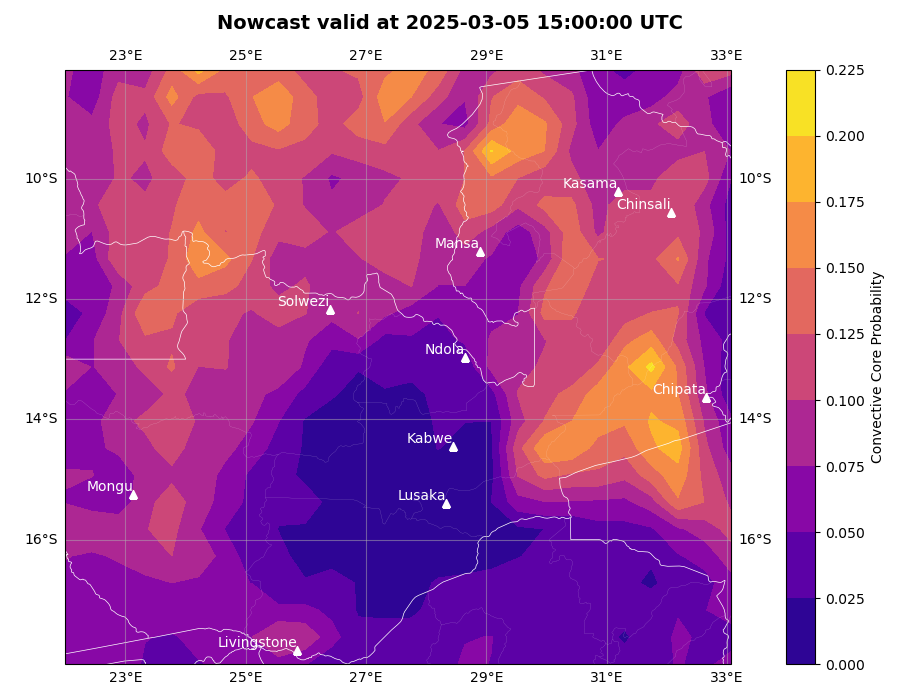 Nowcast valid at 2025-03-05 15:00:00 UTC
23°E 25°E 27°E 29°E 31°E 33°E
0.225
0.200
0.175
0.150
0.125
0.100
0.075
0.050
0.025
0.000
Convective Core Probability
10°S 10°S
12°S 12°S
14°S 14°S
16°S 16°S
Kasama
Chinsali
Mansa
Solwezi
Ndola
Chipata
Kabwe
Mongu
Lusaka
Livingstone
23°E 25°E 27°E 29°E 31°E 33°E